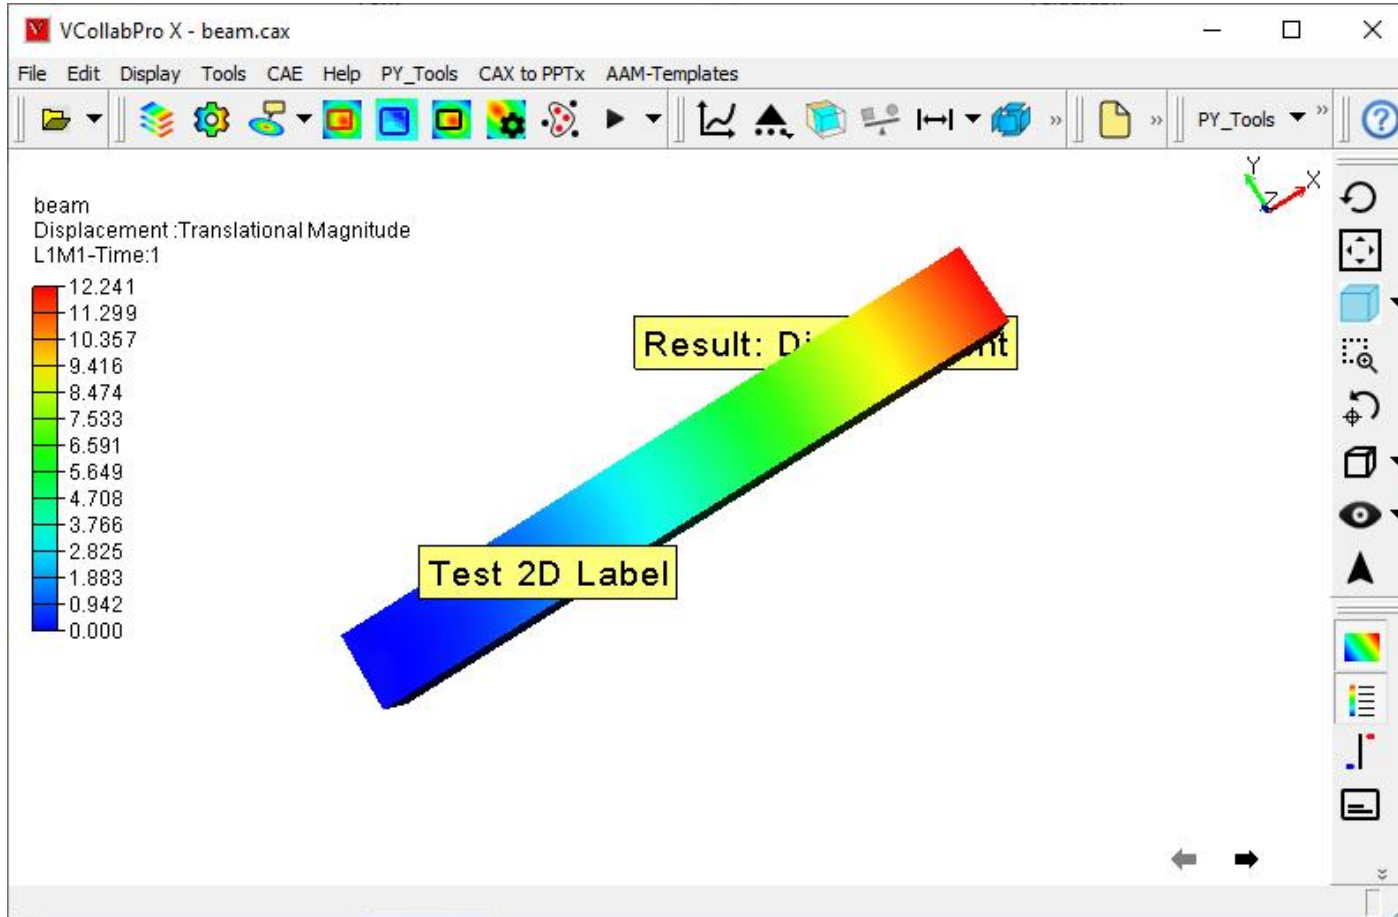 VCollabPro X - beam.cax
File Edit Display Tools CAE Help PY_Tools CAX to PPTx AAM-Templates
PY_Tools
Y
X
Z
beam
Displacement :Translational Magnitude
L1M1-Time:1
12.241
11.299
10.357
9.416
8.474
7.533
6.591
5.649
4.708
3.766
2.825
1.883
0.942
0.000
Result:
Test 2D Label